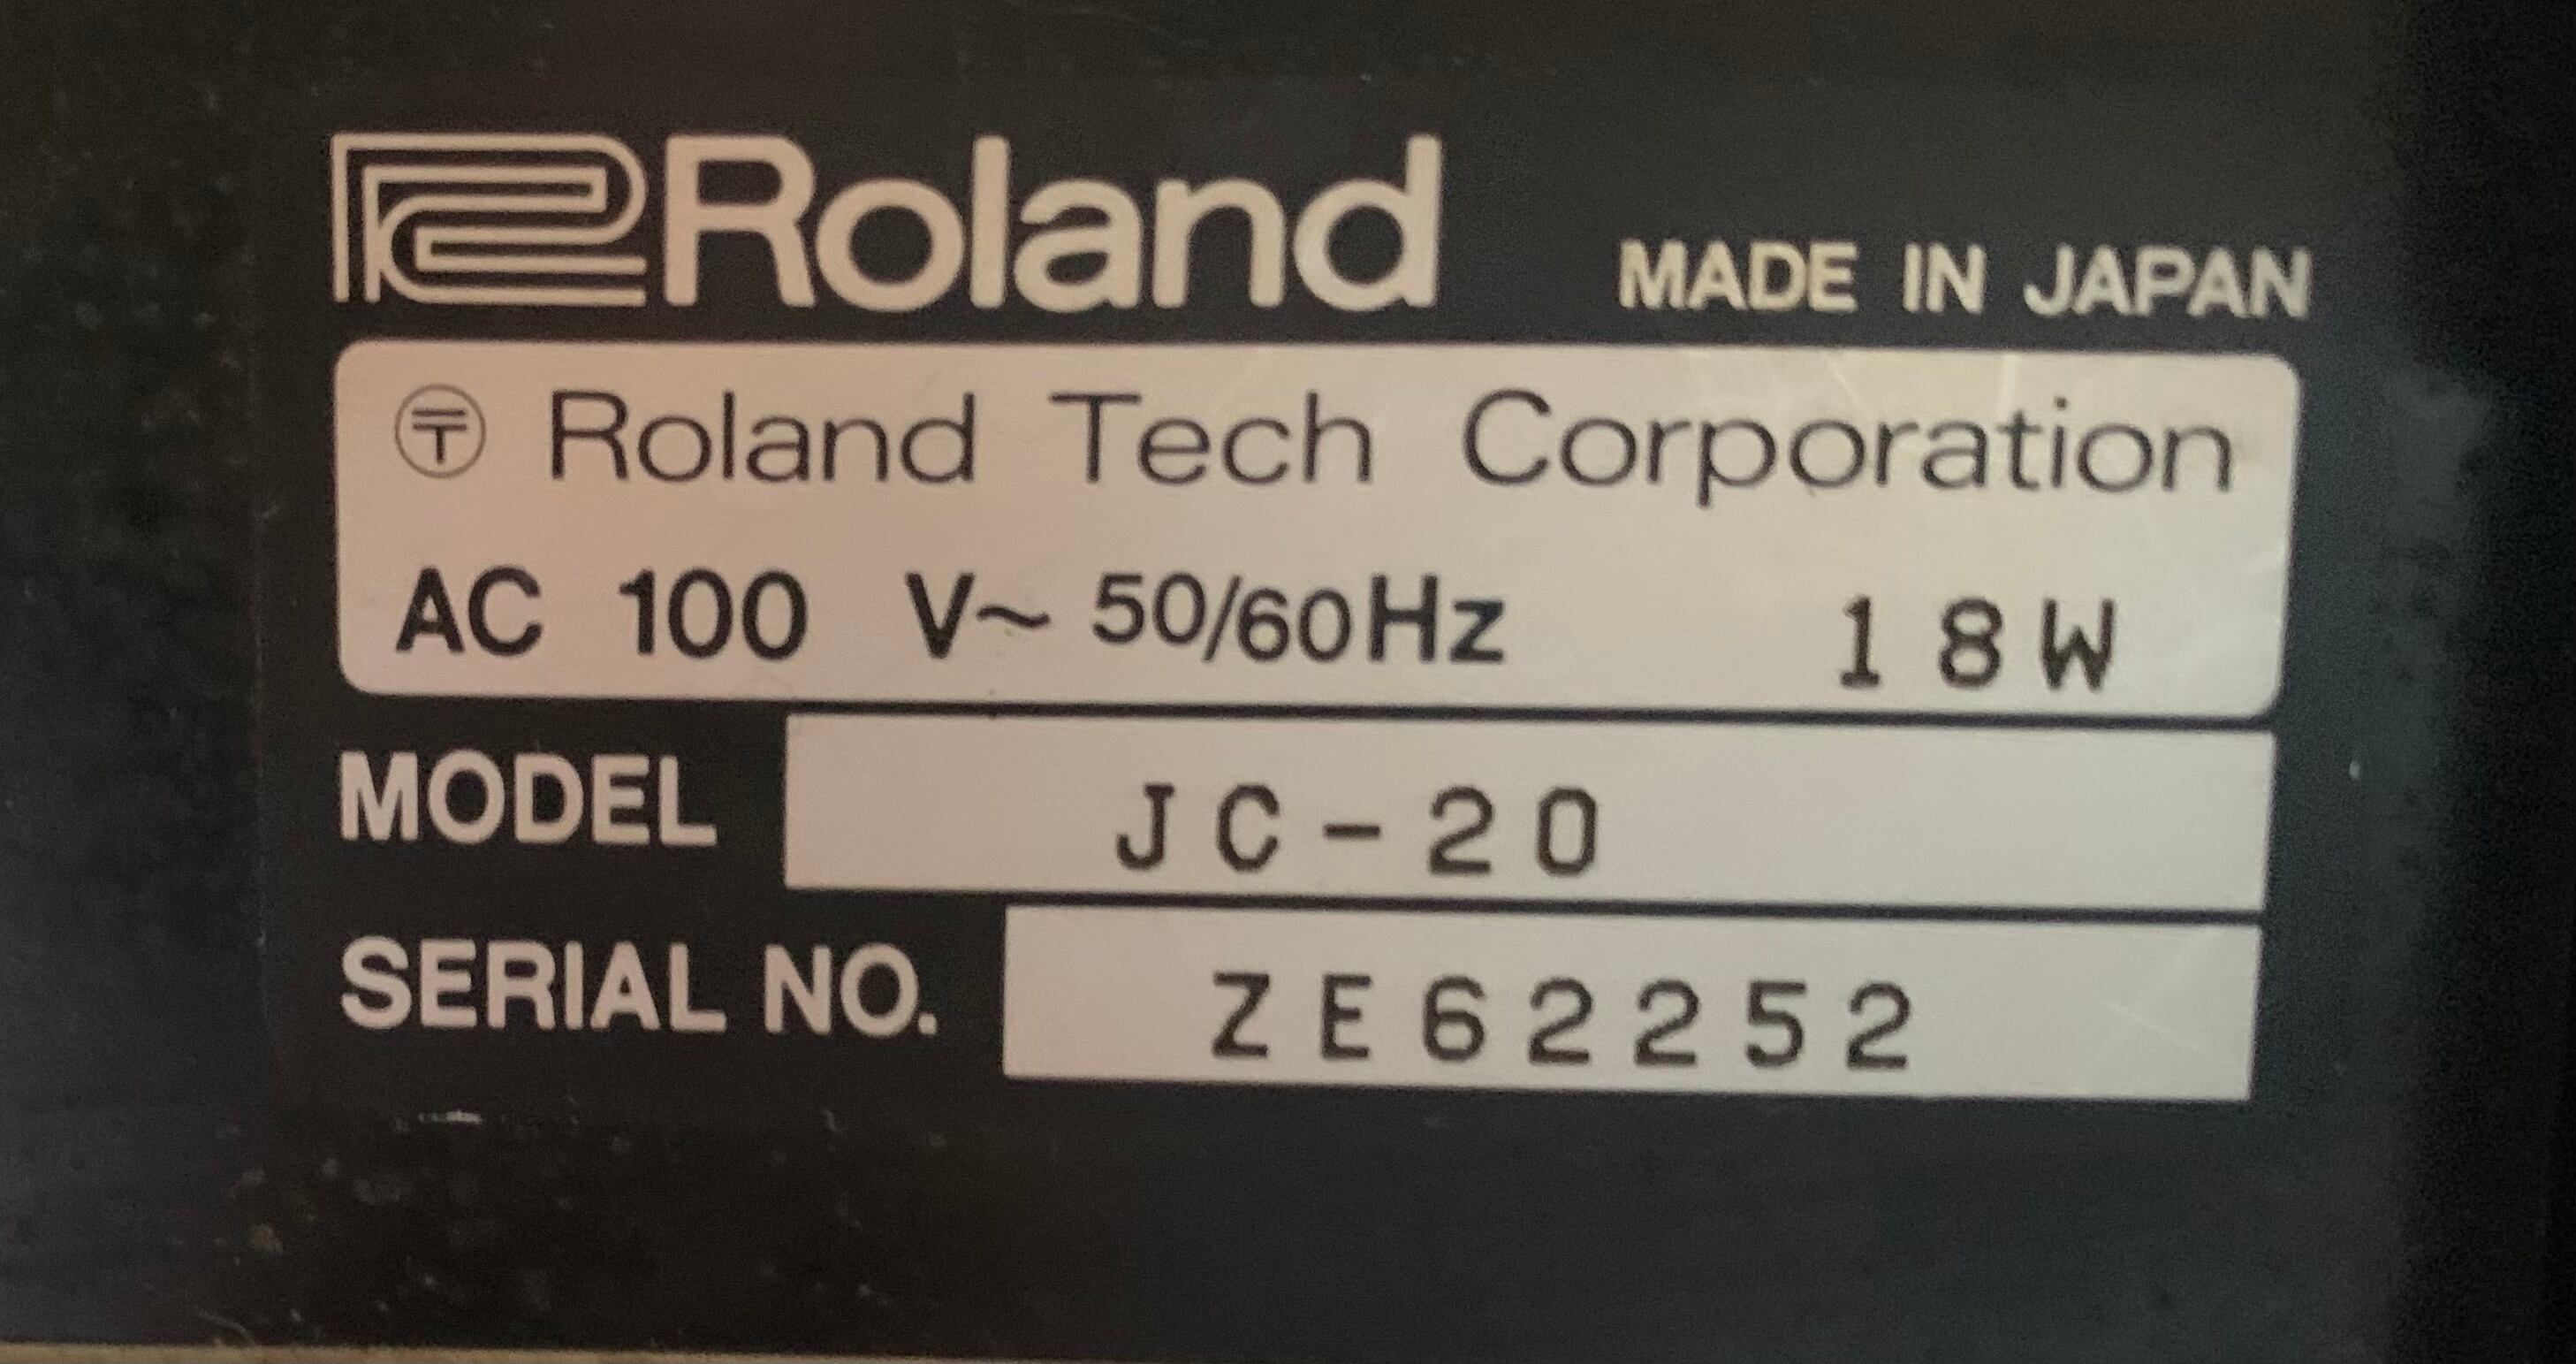 Roland MADE IN JAPAN
〶 Roland Tech Corporation
AC 100 V~ 50/60Hz 18W
MODEL JC-20
SERIAL NO. ZE62252